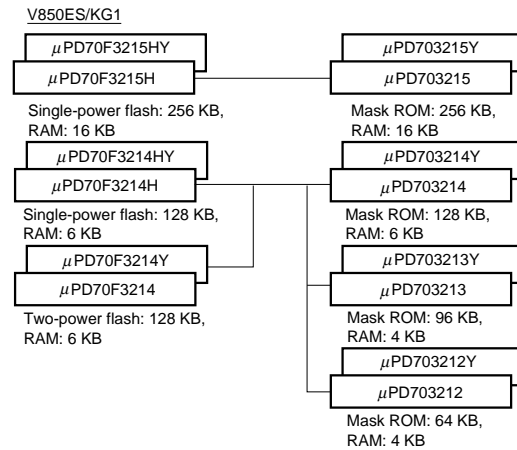 V850ES/KG1
μPD70F3215HY
μPD70F3215H
Single-power flash: 256 KB,
RAM: 16 KB
μPD703215Y
μPD703215
Mask ROM: 256 KB,
RAM: 16 KB
μPD70F3214HY
μPD70F3214H
Single-power flash: 128 KB,
RAM: 6 KB
μPD703214Y
μPD703214
Mask ROM: 128 KB,
RAM: 6 KB
μPD70F3214Y
μPD70F3214
Two-power flash: 128 KB,
RAM: 6 KB
μPD703213Y
μPD703213
Mask ROM: 96 KB,
RAM: 4 KB
μPD703212Y
μPD703212
Mask ROM: 64 KB,
RAM: 4 KB